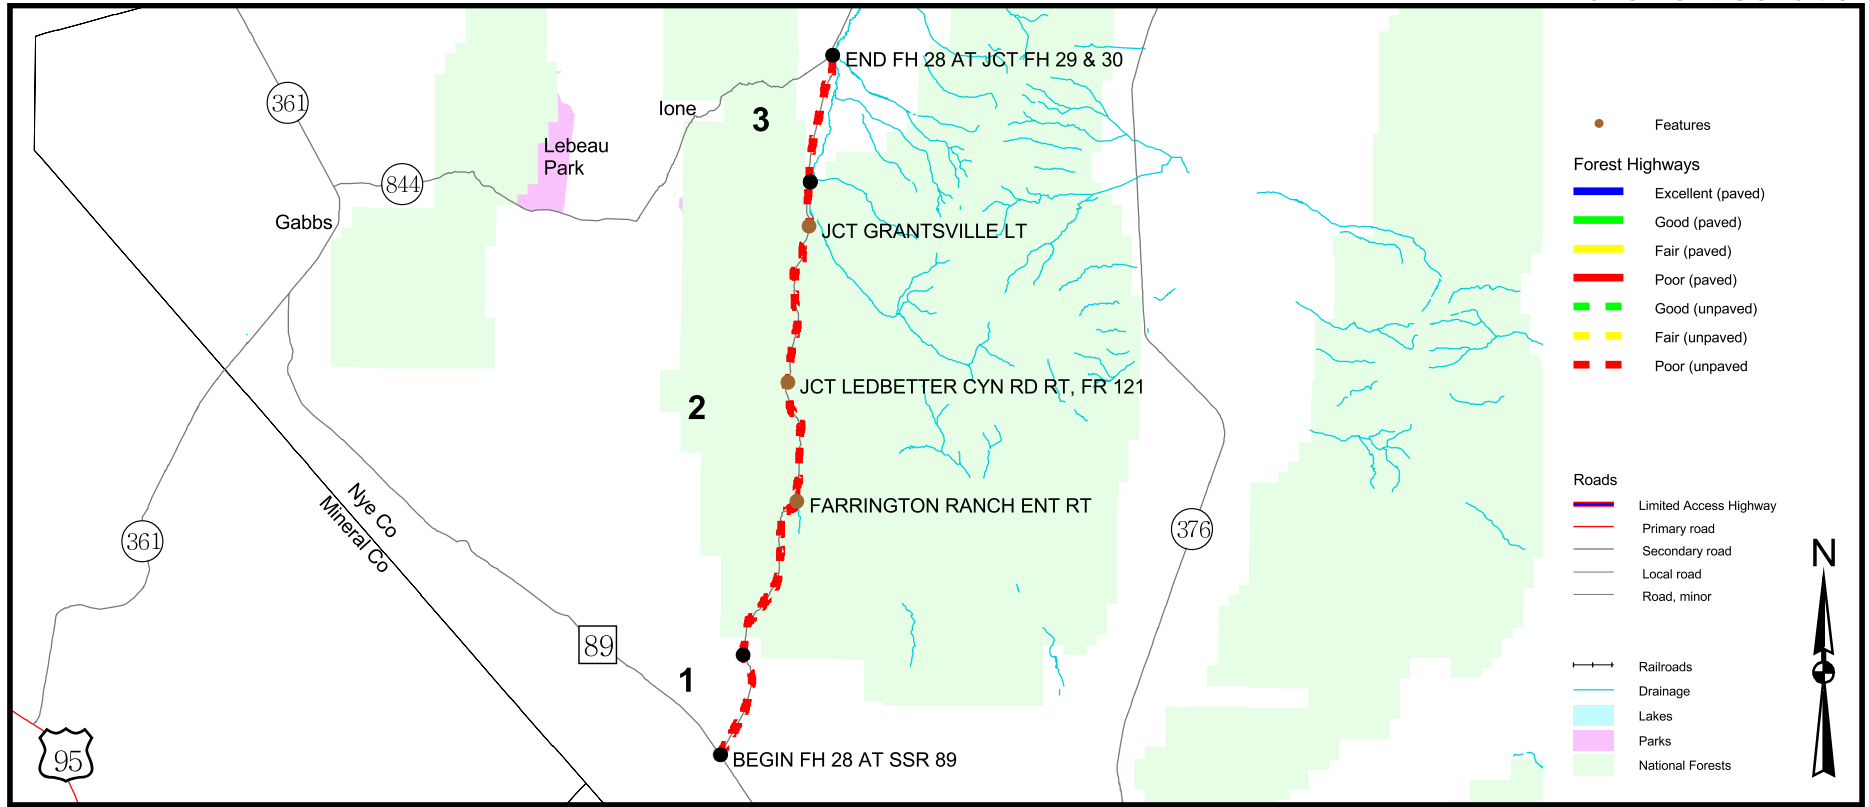 END FH 28 AT JCT FH 29 & 30
361
Ione
3
Lebeau
Park
844
Gabbs
JCT GRANTSVILLE LT
JCT LEDBETTER CYN RD RT, FR 121
2
FARRINGTON RANCH ENT RT
Nye Co
Mineral Co
361
376
89
1
95
BEGIN FH 28 AT SSR 89
Features
Forest Highways
Excellent (paved)
Good (paved)
Fair (paved)
Poor (paved)
Good (unpaved)
Fair (unpaved)
Poor (unpaved
Roads
Limited Access Highway
Primary road
Secondary road
Local road
Road, minor
Railroads
Drainage
Lakes
Parks
National Forests
N